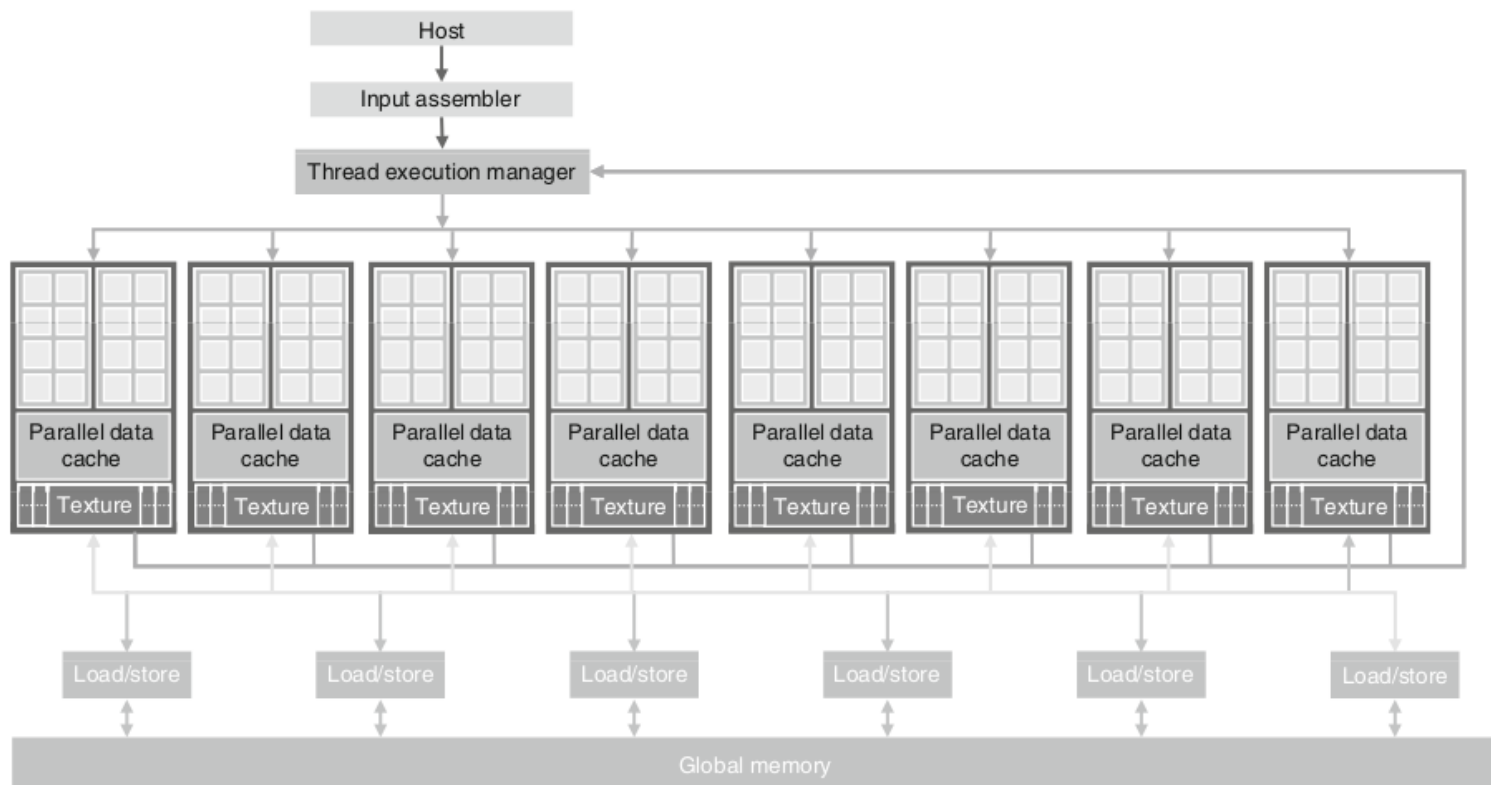 Host
Input assembler
Thread execution manager
Parallel data
cache
Parallel data
cache
Parallel data
cache
Parallel data
cache
Parallel data
cache
Parallel data
cache
Parallel data
cache
Parallel data
cache
Texture
Texture
Texture
Texture
Texture
Texture
Texture
Texture
Load/store
Load/store
Load/store
Load/store
Load/store
Load/store
Global memory